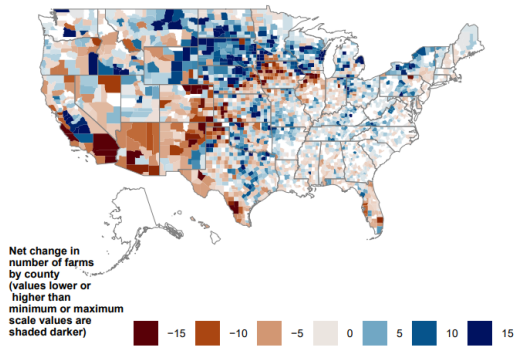 Net change in
number of farms
by county
(values lower or
higher than
minimum or maximum
scale values are
shaded darker)
−15 −10 −5 0 5 10 15